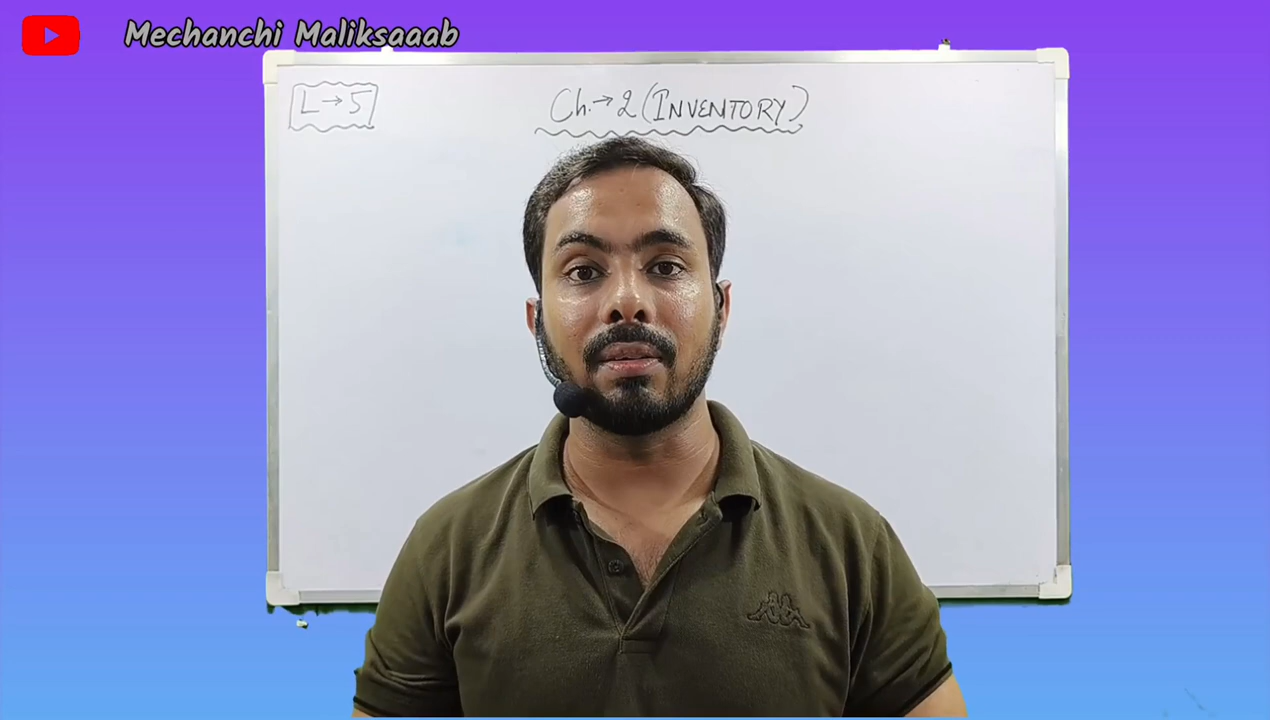 Mechanchi Maliksaaab
L → 5
Ch. → 2 (INVENTORY)